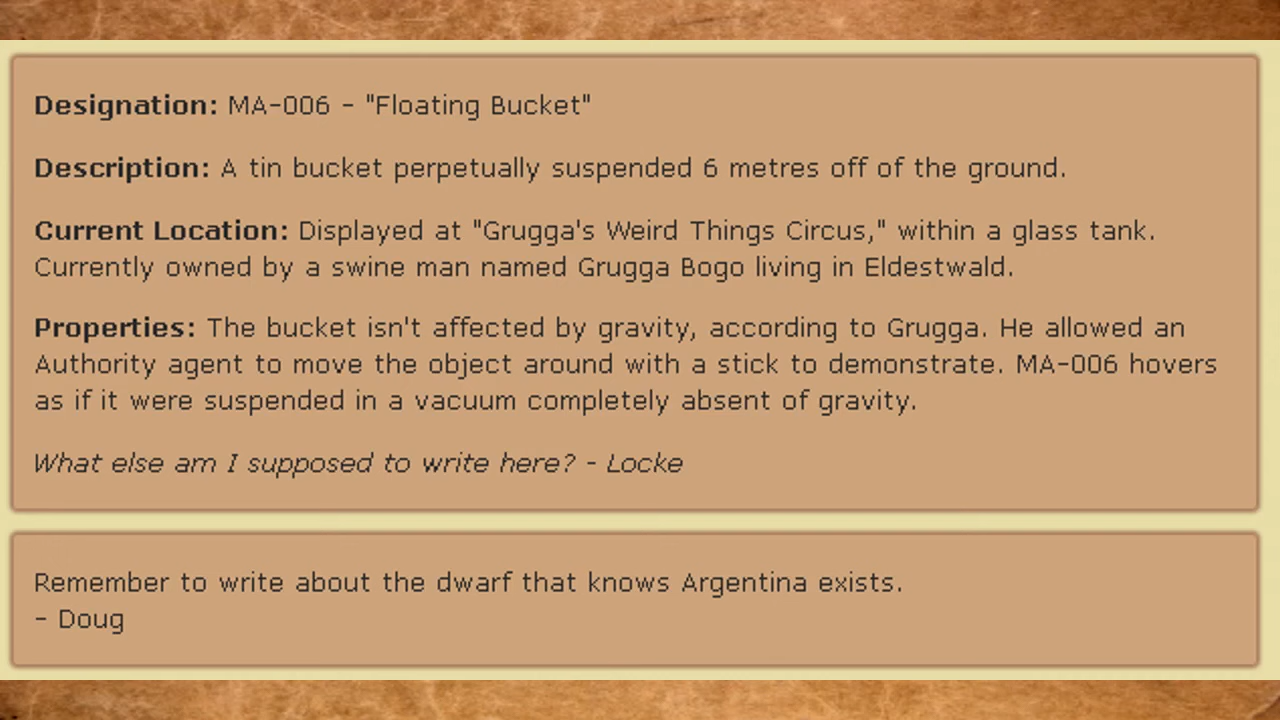 Designation: MA-006 - "Floating Bucket"
Description: A tin bucket perpetually suspended 6 metres off of the ground.
Current Location: Displayed at "Grugga's Weird Things Circus," within a glass tank.
Currently owned by a swine man named Grugga Bogo living in Eldestwald.
Properties: The bucket isn't affected by gravity, according to Grugga. He allowed an
Authority agent to move the object around with a stick to demonstrate. MA-006 hovers
as if it were suspended in a vacuum completely absent of gravity.
What else am I supposed to write here? - Locke
Remember to write about the dwarf that knows Argentina exists.
- Doug